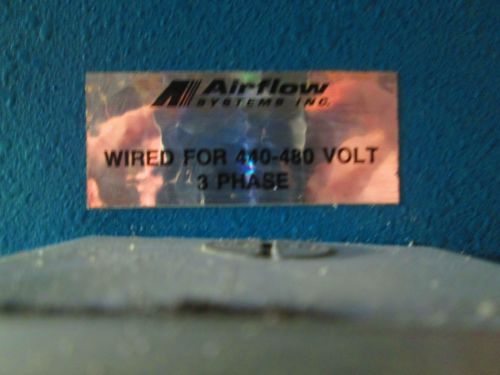 Airflow
SYSTEMS INC.
WIRED FOR 440-480 VOLT
3 PHASE